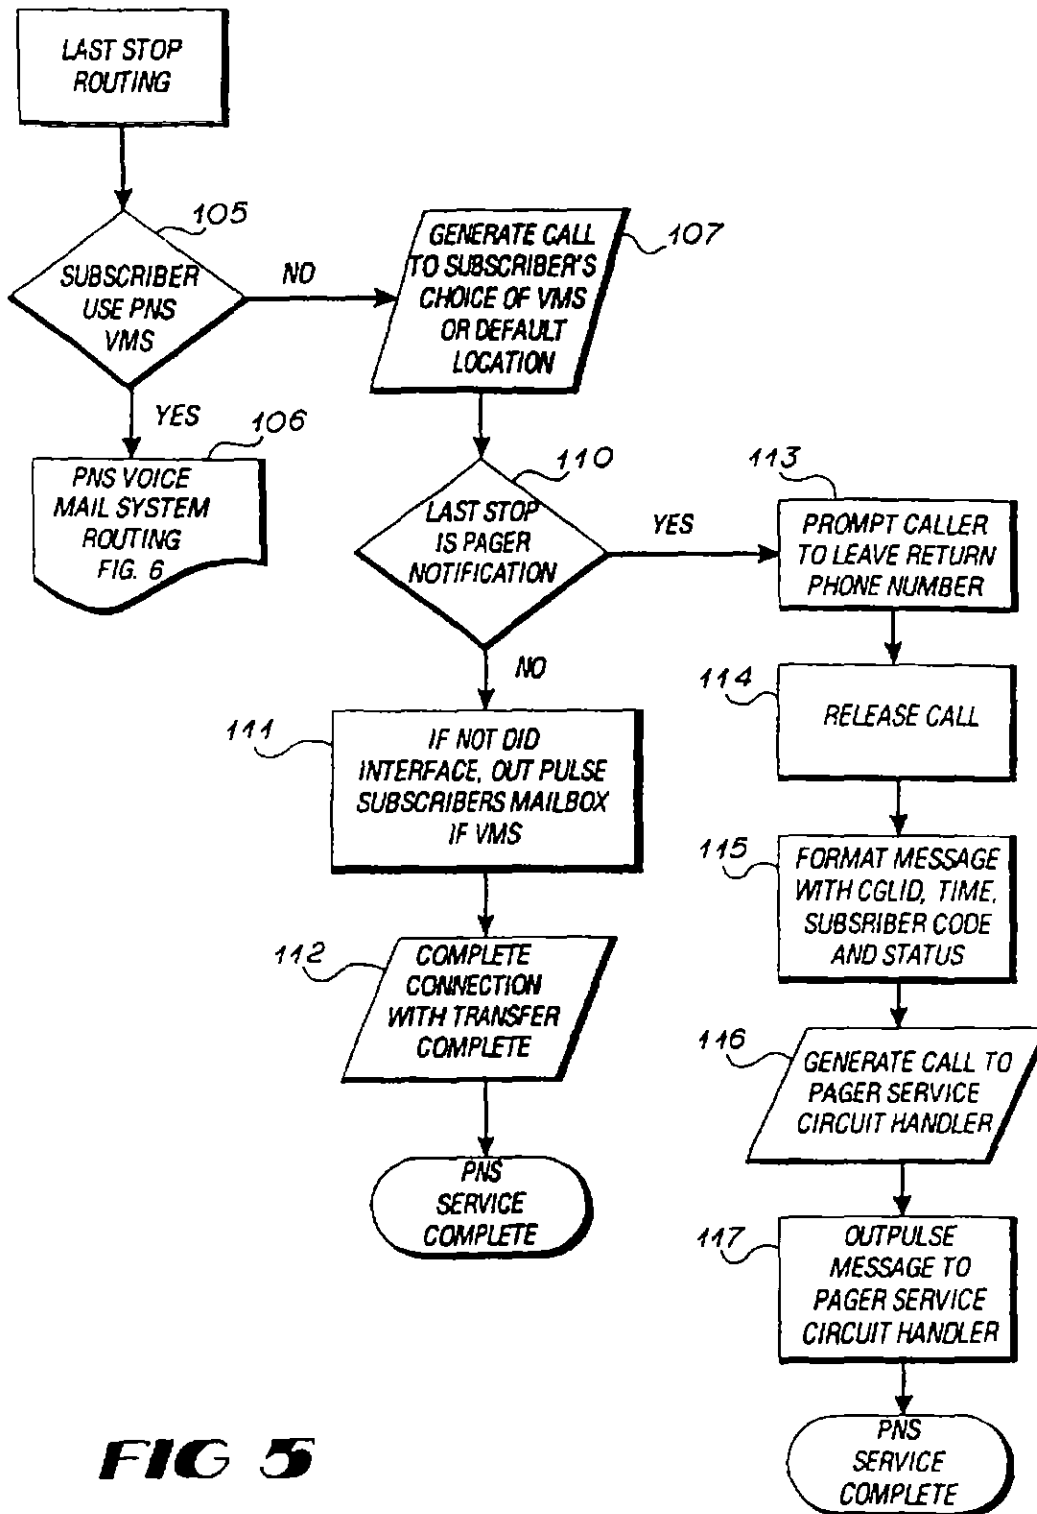 LAST STOP
ROUTING
105
SUBSCRIBER
USE PNS
VMS
NO
GENERATE CALL
TO SUBSCRIBER'S
CHOICE OF VMS
OR DEFAULT
LOCATION
107
YES
106
PNS VOICE
MAIL SYSTEM
ROUTING
FIG. 6
110
LAST STOP
IS PAGER
NOTIFICATION
YES
113
PROMPT CALLER
TO LEAVE RETURN
PHONE NUMBER
NO
114
RELEASE CALL
111
IF NOT DID
INTERFACE, OUT PULSE
SUBSCRIBERS MAILBOX
IF VMS
115
FORMAT MESSAGE
WITH CGLID, TIME,
SUBSRIBER CODE
AND STATUS
112
COMPLETE
CONNECTION
WITH TRANSFER
COMPLETE
116
GENERATE CALL TO
PAGER SERVICE
CIRCUIT HANDLER
PNS
SERVICE
COMPLETE
117
OUTPULSE
MESSAGE TO
PAGER SERVICE
CIRCUIT HANDLER
PNS
SERVICE
COMPLETE
FIG 5